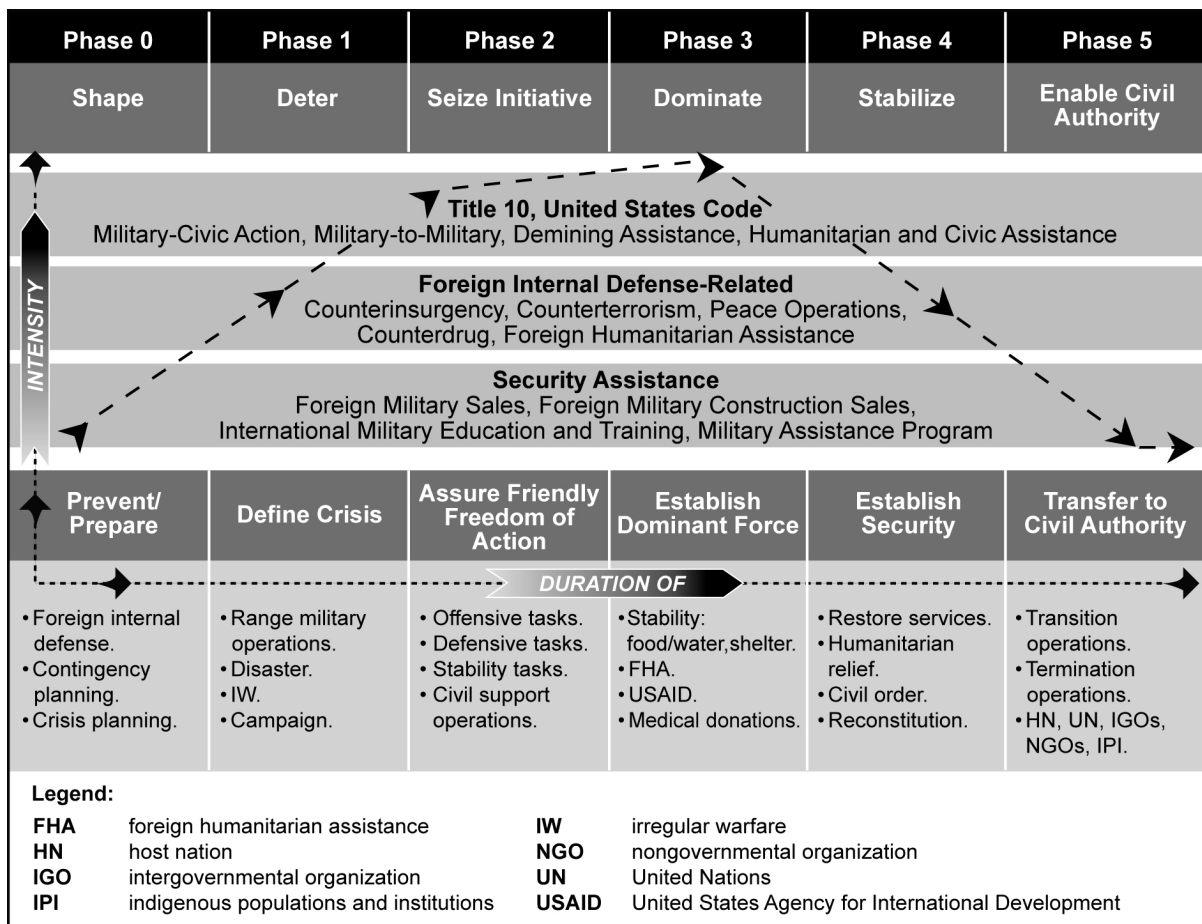 Phase 0
Phase 1
Phase 2
Phase 3
Phase 4
Phase 5
Shape
Deter
Seize Initiative
Dominate
Stabilize
Enable Civil
Authority
INTENSITY
Title 10, United States Code
Military-Civic Action, Military-to-Military, Demining Assistance, Humanitarian and Civic Assistance
Foreign Internal Defense-Related
Counterinsurgency, Counterterrorism, Peace Operations,
Counterdrug, Foreign Humanitarian Assistance
Security Assistance
Foreign Military Sales, Foreign Military Construction Sales,
International Military Education and Training, Military Assistance Program
Prevent/
Prepare
Define Crisis
Assure Friendly
Freedom of
Action
Establish
Dominant Force
Establish
Security
Transfer to
Civil Authority
DURATION OF
• Foreign internal
defense.
• Contingency
planning.
• Crisis planning.
• Range military
operations.
• Disaster.
• IW.
• Campaign.
• Offensive tasks.
• Defensive tasks.
• Stability tasks.
• Civil support
operations.
• Stability:
food/water,shelter.
• FHA.
• USAID.
• Medical donations.
• Restore services.
• Humanitarian
relief.
• Civil order.
• Reconstitution.
• Transition
operations.
• Termination
operations.
• HN, UN, IGOs,
NGOs, IPI.
Legend:
FHA foreign humanitarian assistance
HN host nation
IGO intergovernmental organization
IPI indigenous populations and institutions
IW irregular warfare
NGO nongovernmental organization
UN United Nations
USAID United States Agency for International Development